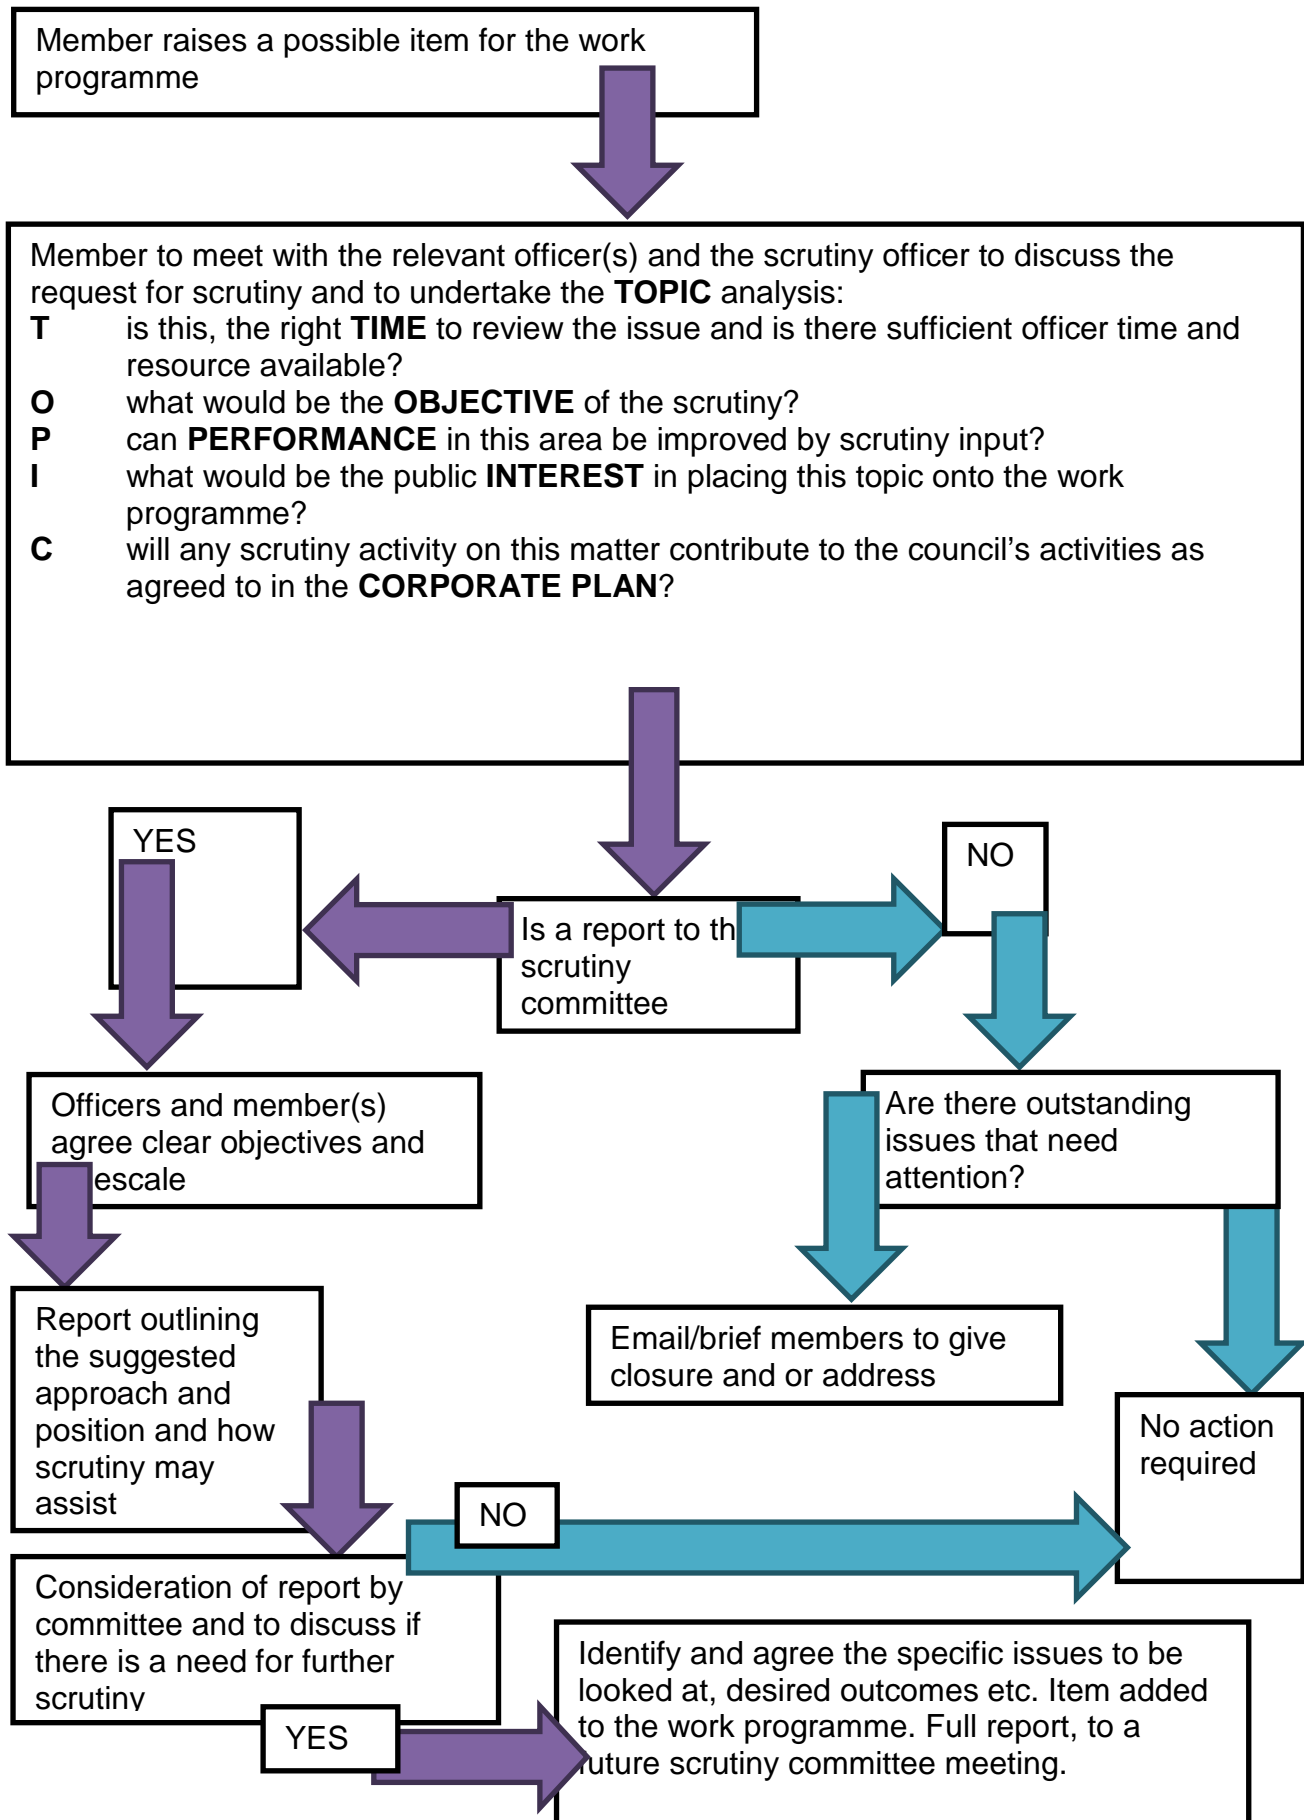 Member raises a possible item for the work
programme
Member to meet with the relevant officer(s) and the scrutiny officer to discuss the
request for scrutiny and to undertake the TOPIC analysis:
T is this, the right TIME to review the issue and is there sufficient officer time and
resource available?
O what would be the OBJECTIVE of the scrutiny?
P can PERFORMANCE in this area be improved by scrutiny input?
I what would be the public INTEREST in placing this topic onto the work
programme?
C will any scrutiny activity on this matter contribute to the council's activities as
agreed to in the CORPORATE PLAN?
YES
NO
Is a report to th
scrutiny
committee
Officers and member(s)
agree clear objectives and
escale
Are there outstanding
issues that need
attention?
Report outlining
the suggested
approach and
position and how
scrutiny may
assist
Email/brief members to give
closure and or address
No action
required
NO
Consideration of report by
committee and to discuss if
there is a need for further
scrutiny
YES
Identify and agree the specific issues to be
looked at, desired outcomes etc. Item added
to the work programme. Full report, to a
future scrutiny committee meeting.